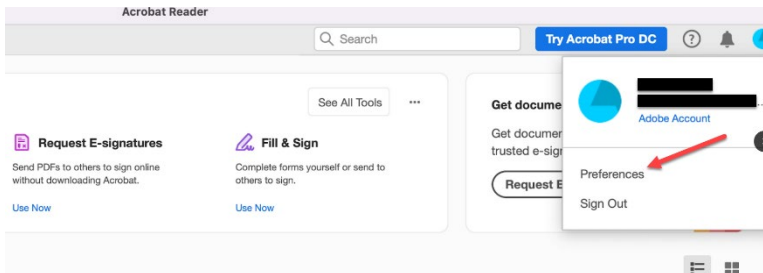 Acrobat Reader
Search
Try Acrobat Pro DC
See All Tools
Request E-signatures
Send PDFs to others to sign online
without downloading Acrobat.
Use Now
Fill & Sign
Complete forms yourself or send to
others to sign.
Use Now
Get docume
Get documer
trusted e-sigr
Request E
Adobe Account
Preferences
Sign Out